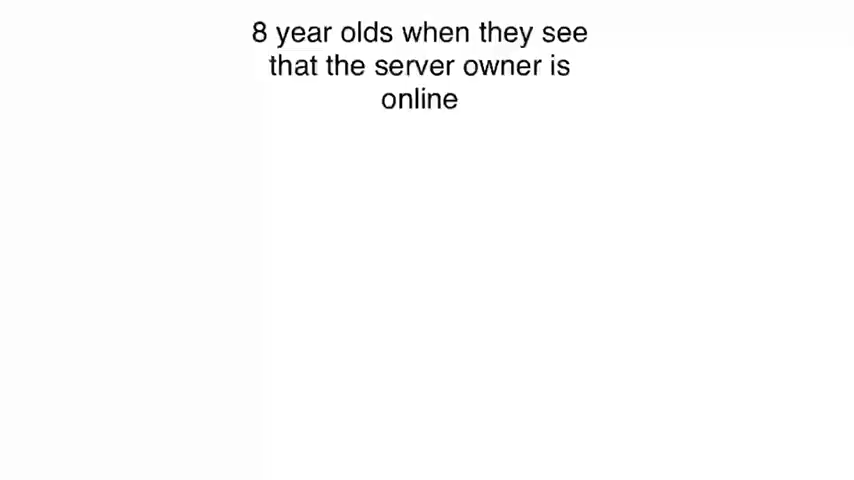 8 year olds when they see
that the server owner is
online